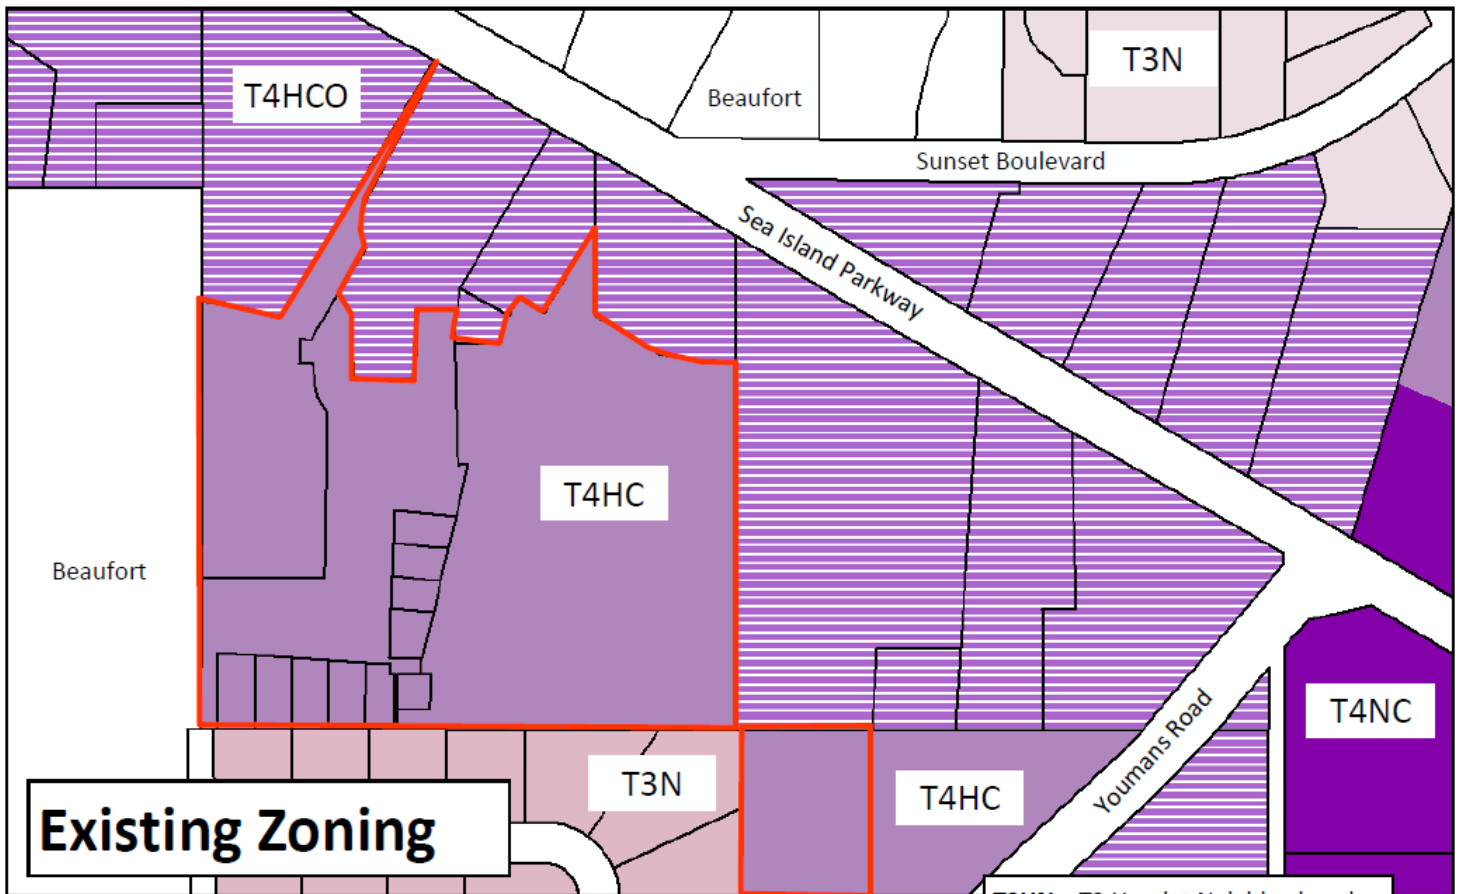 T4HCO
Beaufort
T3N
Sunset Boulevard
Sea Island Parkway
T4HC
Beaufort
T4NC
T3N
T4HC
Youmans Road
Existing Zoning